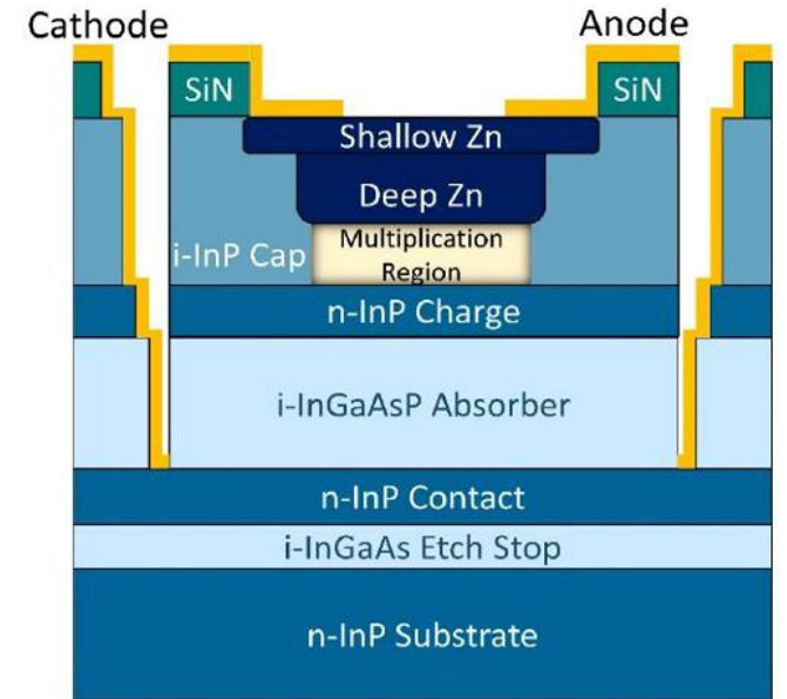 Cathode
Anode
SiN
SiN
Shallow Zn
Deep Zn
Multiplication
Region
i-InP Cap
n-InP Charge
i-InGaAsP Absorber
n-InP Contact
i-InGaAs Etch Stop
n-InP Substrate